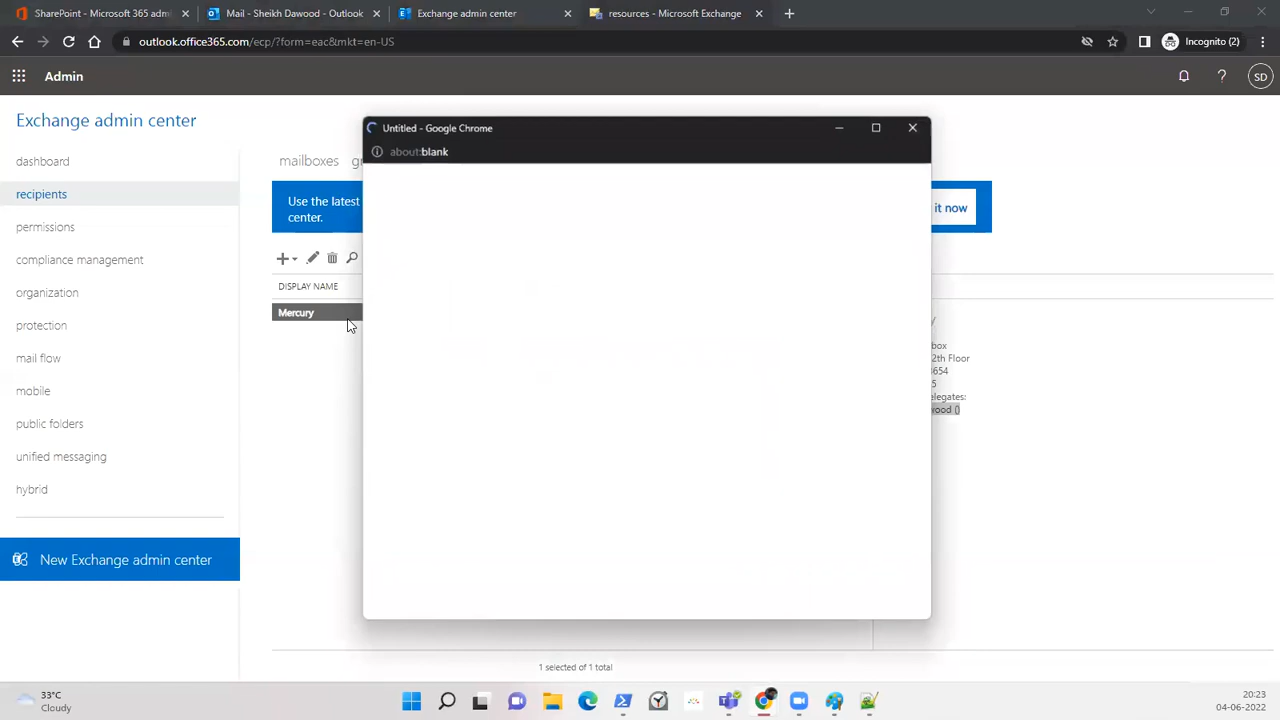 SharePoint - Microsoft 365 adm
Mail - Sheikh Dawood - Outlook
Exchange admin center
resources - Microsoft Exchange
outlook.office365.com/ecp/?form=eac&mkt=en-US
Incognito (2)
Admin
SD
Exchange admin center
Untitled - Google Chrome
about:blank
dashboard
recipients
permissions
compliance management
organization
protection
mail flow
mobile
public folders
unified messaging
hybrid
New Exchange admin center
mailboxes
Use the latest
center.
it now
DISPLAY NAME
Mercury
box
2th Floor
3654
5
elegates:
wood ()
1 selected of 1 total
33°C
Cloudy
20:23
04-06-2022